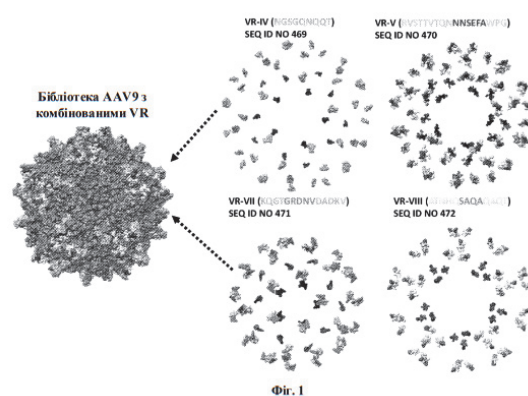 VR-IV (NGSGQNQQT)
SEQ ID NO 469
VR-V (RVSTTVTQNNNSEFAWPG)
SEQ ID NO 470
Бібліотека AAV9 з
комбінованими VR
VR-VII (KQGTGRDNVDADKV)
SEQ ID NO 471
VR-VIII SAQA
SEQ ID NO 472
Фіг. 1